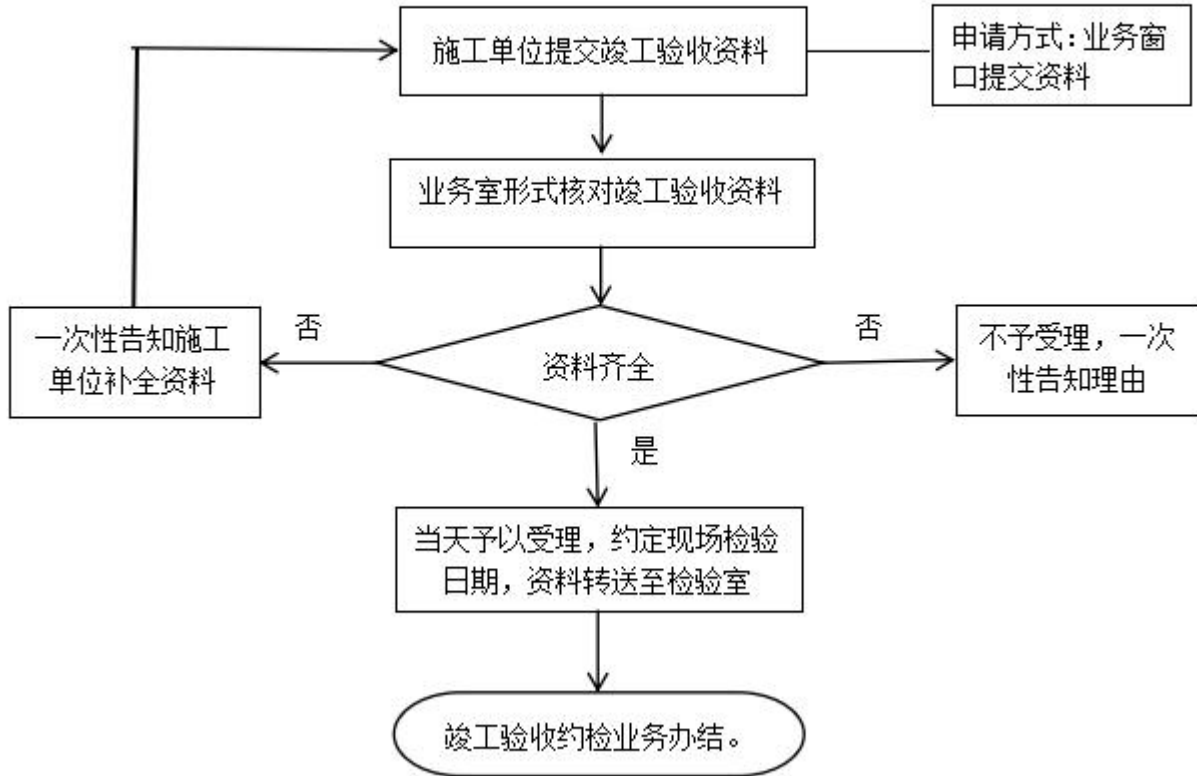 施工单位提交竣工验收资料
申请方式：业务窗
口提交资料
业务室形式核对竣工验收资料
一次性告知施工
单位补全资料
否
资料齐全
否
不予受理，一次
性告知理由
是
当天予以受理，约定现场检验
日期，资料转送至检验室
竣工验收约检业务办结。